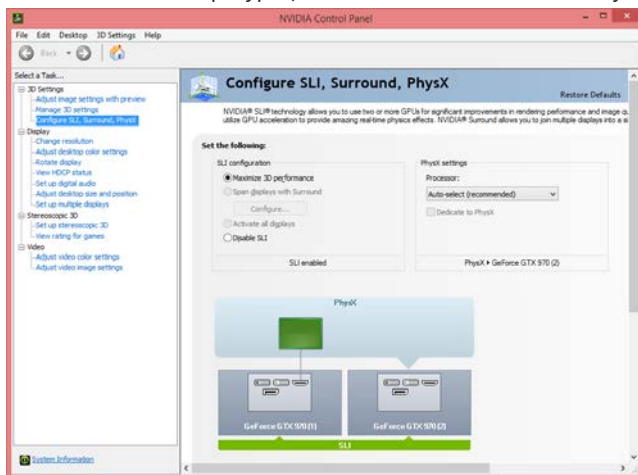 NVIDIA Control Panel
File Edit Desktop 3D Settings Help
Back
Select a Task...
3D Settings
Adjust image settings with preview
Manage 3D settings
Configure SLI, Surround, PhysX
Display
Change resolution
Adjust desktop color settings
Rotate display
View HDCP status
Set up digital audio
Adjust desktop size and position
Set up multiple displays
Stereoscopic 3D
Set up stereoscopic 3D
View rating for games
Video
Adjust video color settings
Adjust video image settings
System Information
Configure SLI, Surround, PhysX
Restore Defaults
NVIDIA® SLI® technology allows you to use two or more GPUs for significant improvements in rendering performance and image q
utilize GPU acceleration to provide amazing real-time physics effects. NVIDIA® Surround allows you to join multiple displays into a s
Set the following:
SLI configuration
Maximize 3D performance
Span displays with Surround
Configure...
Activate all displays
Disable SLI
SLI enabled
PhysX settings
Processor:
Auto-select (recommended)
Dedicate to PhysX
PhysX ▸ GeForce GTX 970 (2)
PhysX
GeForce GTX 970 (1)
GeForce GTX 970 (2)
SLI